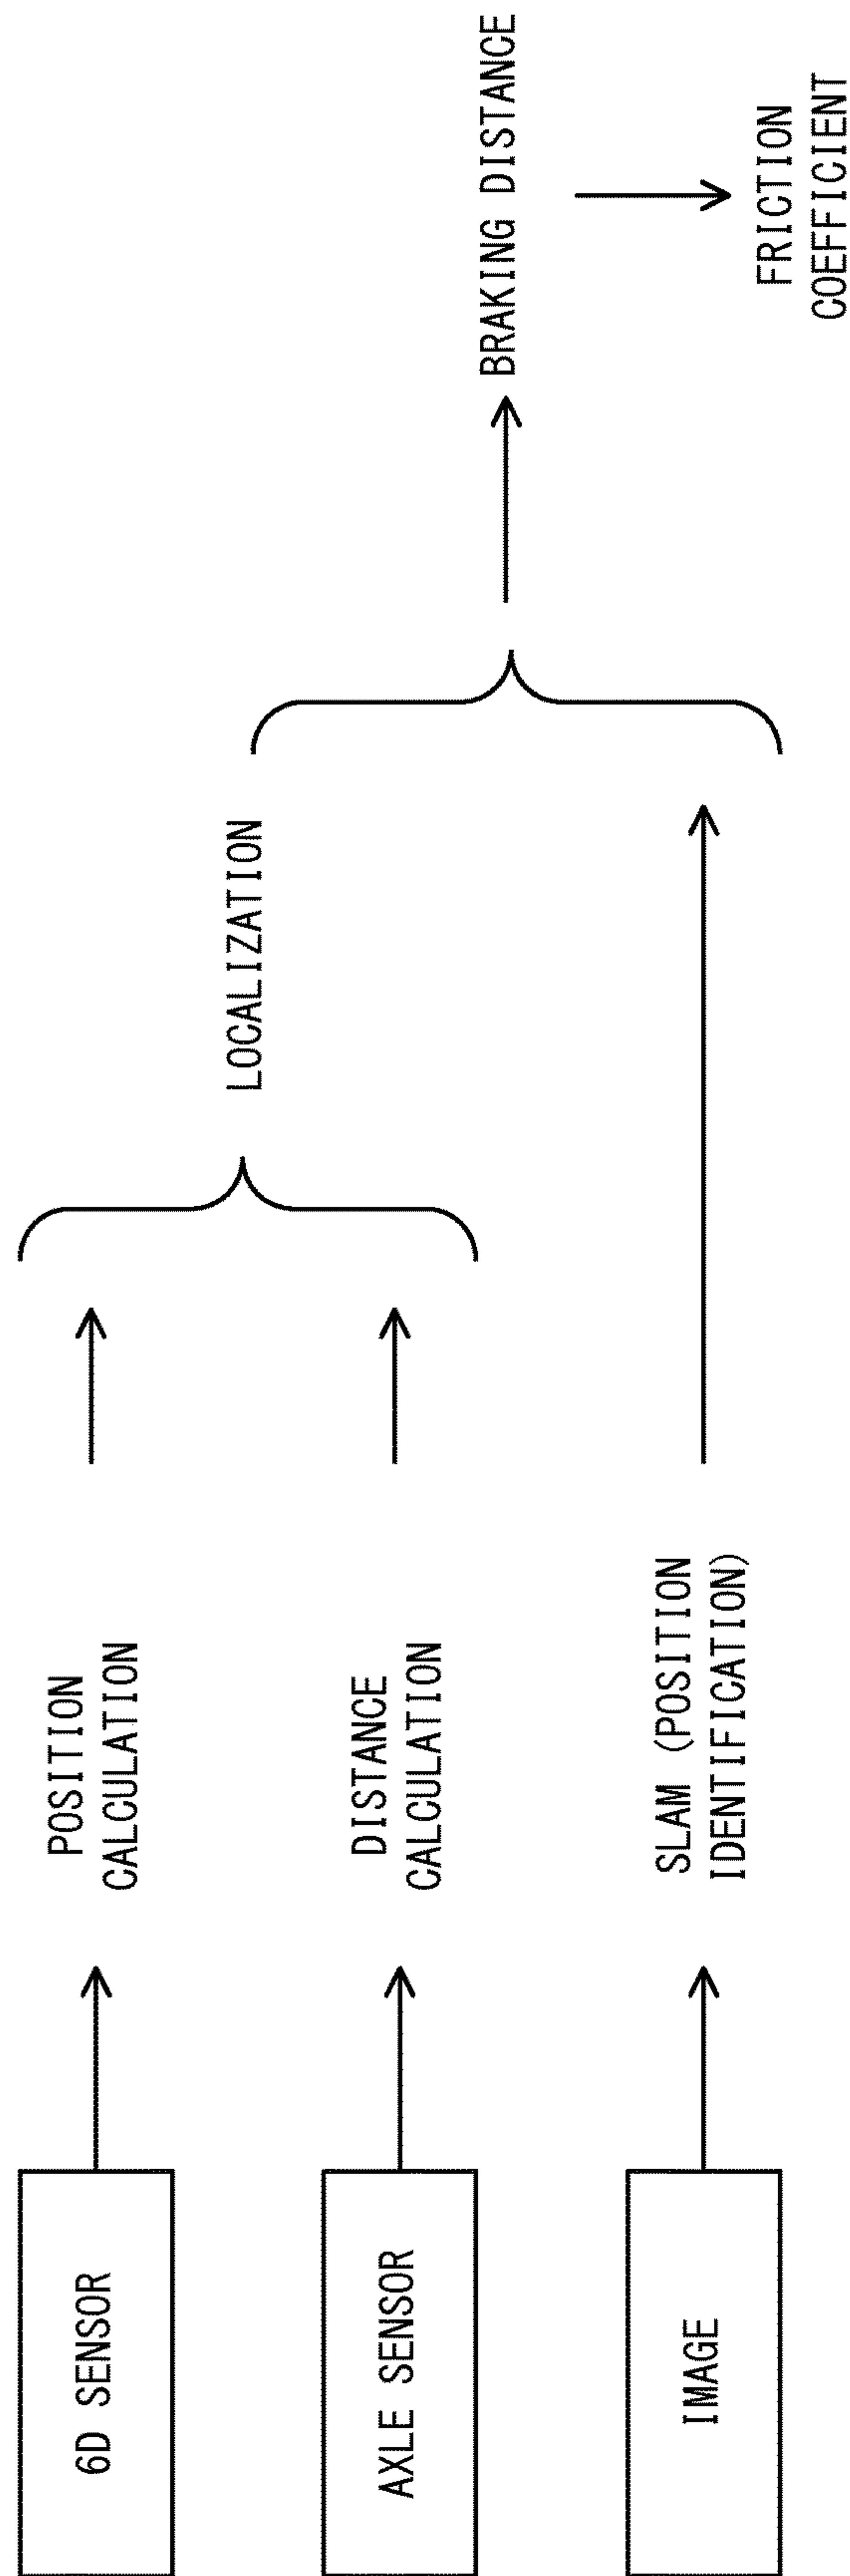 6D SENSOR
POSITION
CALCULATION
AXLE SENSOR
DISTANCE
CALCULATION
IMAGE
SLAM (POSITION
IDENTIFICATION)
LOCALIZATION
BRAKING DISTANCE
FRICTION
COEFFICIENT